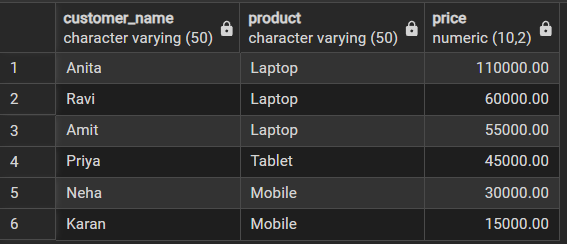 customer_name product price
character varying (50) character varying (50) numeric (10,2)
1 Anita Laptop 110000.00
2 Ravi Laptop 60000.00
3 Amit Laptop 55000.00
4 Priya Tablet 45000.00
5 Neha Mobile 30000.00
6 Karan Mobile 15000.00